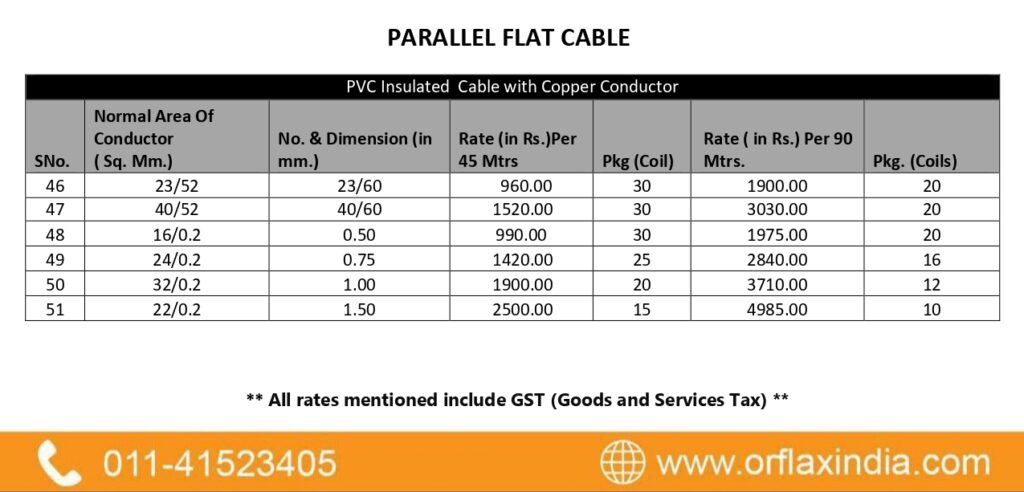 PARALLEL FLAT CABLE
PVC Insulated Cable with Copper Conductor
SNo. Normal Area Of Conductor ( Sq. Mm.) No. & Dimension (in mm.) Rate (in Rs.)Per 45 Mtrs Pkg (Coil) Rate ( in Rs.) Per 90 Mtrs. Pkg. (Coils)
46 23/52 23/60 960.00 30 1900.00 20
47 40/52 40/60 1520.00 30 3030.00 20
48 16/0.2 0.50 990.00 30 1975.00 20
49 24/0.2 0.75 1420.00 25 2840.00 16
50 32/0.2 1.00 1900.00 20 3710.00 12
51 22/0.2 1.50 2500.00 15 4985.00 10
** All rates mentioned include GST (Goods and Services Tax) **
011-41523405 www.orflaxindia.com